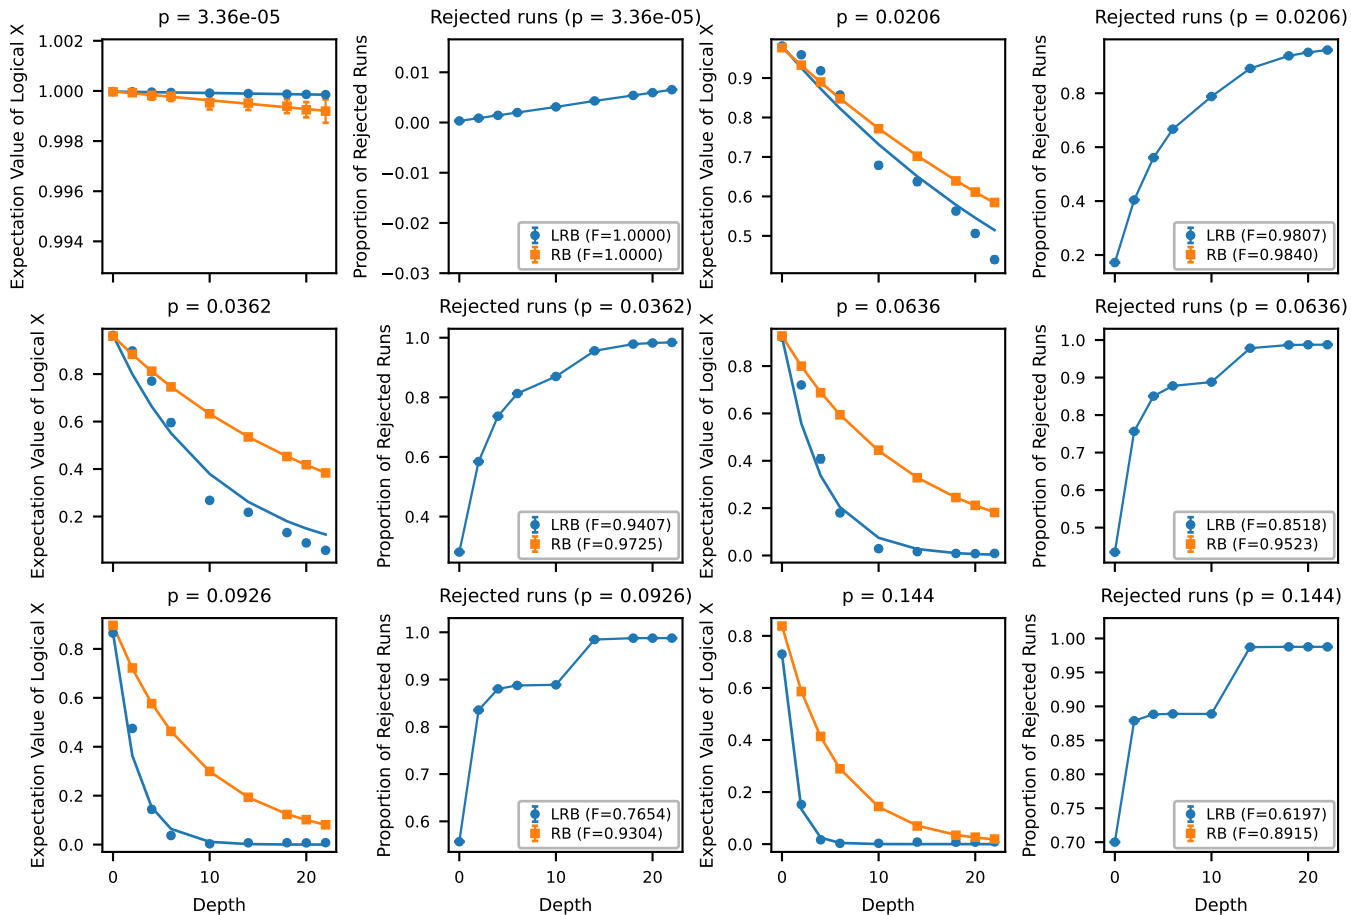 p = 3.36e-05
Expectation Value of Logical X
1.002
1.000
0.998
0.996
0.994
Rejected runs (p = 3.36e-05)
Proportion of Rejected Runs
0.01
0.00
−0.01
−0.02
−0.03
LRB (F=1.0000)
RB (F=1.0000)
p = 0.0206
Expectation Value of Logical X
0.9
0.8
0.7
0.6
0.5
Rejected runs (p = 0.0206)
Proportion of Rejected Runs
0.8
0.6
0.4
0.2
LRB (F=0.9807)
RB (F=0.9840)
p = 0.0362
Expectation Value of Logical X
0.8
0.6
0.4
0.2
Rejected runs (p = 0.0362)
Proportion of Rejected Runs
1.0
0.8
0.6
0.4
LRB (F=0.9407)
RB (F=0.9725)
p = 0.0636
Expectation Value of Logical X
0.8
0.6
0.4
0.2
0.0
Rejected runs (p = 0.0636)
Proportion of Rejected Runs
1.0
0.9
0.8
0.7
0.6
0.5
LRB (F=0.8518)
RB (F=0.9523)
p = 0.0926
Expectation Value of Logical X
0.8
0.6
0.4
0.2
0.0
0
10
20
Depth
Rejected runs (p = 0.0926)
Proportion of Rejected Runs
1.0
0.9
0.8
0.7
0.6
LRB (F=0.7654)
RB (F=0.9304)
0
10
20
Depth
p = 0.144
Expectation Value of Logical X
0.8
0.6
0.4
0.2
0.0
0
10
20
Depth
Rejected runs (p = 0.144)
Proportion of Rejected Runs
1.00
0.95
0.90
0.85
0.80
0.75
0.70
LRB (F=0.6197)
RB (F=0.8915)
0
10
20
Depth